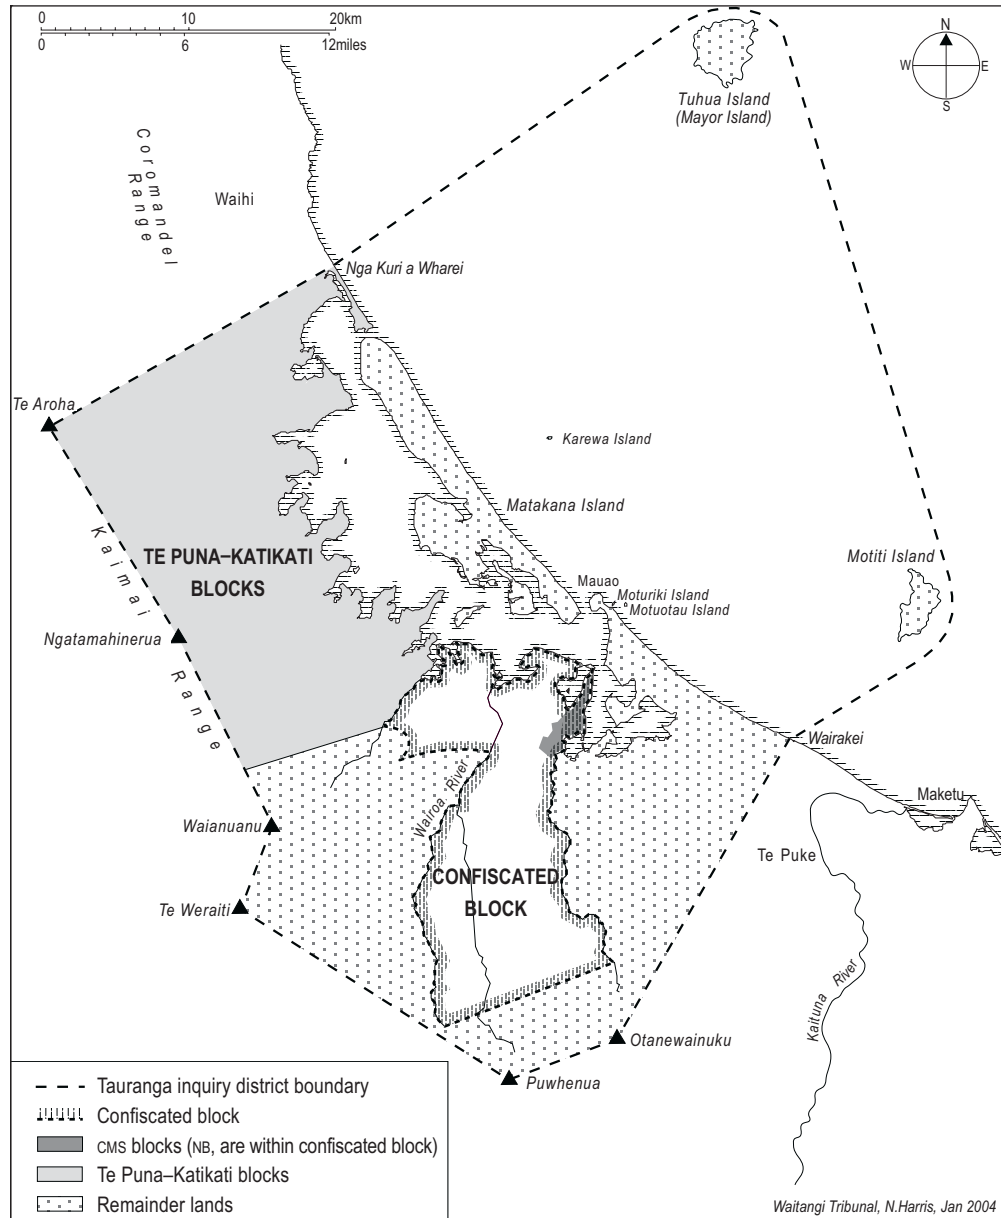 0 10 20km
0 6 12miles
N
W E
S
Tuhua Island
(Mayor Island)
Coromandel
Range
Waihi
Nga Kuri a Wharei
Te Aroha
Karewa Island
Matakana Island
Kaimai Range
TE PUNA–KATIKATI
BLOCKS
Motiti Island
Mauao
Moturiki Island
Motuotau Island
Ngatamahinerua
Wairakei
Wairoa River
Maketu
Waianuanu
Te Puke
CONFISCATED
BLOCK
Te Weraiti
Kaituna River
Otanewainuku
Puwhenua
Tauranga inquiry district boundary
Confiscated block
CMS blocks (NB, are within confiscated block)
Te Puna–Katikati blocks
Remainder lands
Waitangi Tribunal, N.Harris, Jan 2004